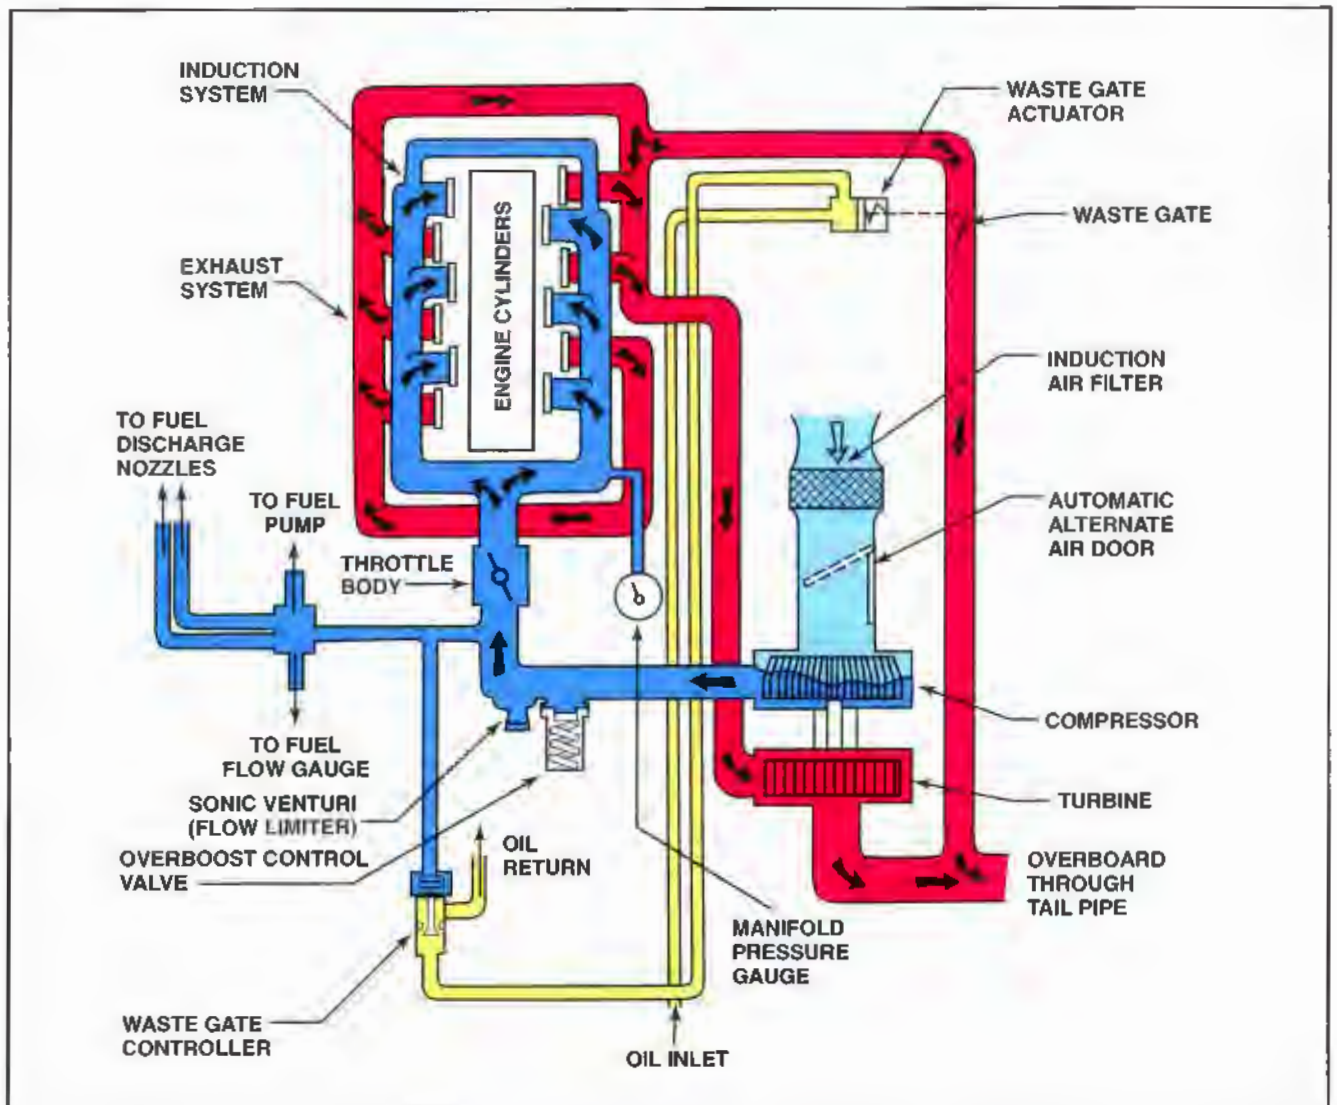 INDUCTION
SYSTEM
WASTE GATE
ACTUATOR
WASTE GATE
EXHAUST
SYSTEM
ENGINE CYLINDERS
INDUCTION
AIR FILTER
TO FUEL
DISCHARGE
NOZZLES
TO FUEL
PUMP
AUTOMATIC
ALTERNATE
AIR DOOR
THROTTLE
BODY
COMPRESSOR
TO FUEL
FLOW GAUGE
TURBINE
SONIC VENTURI
(FLOW LIMITER)
OVERBOOST CONTROL
VALVE
OIL
RETURN
OVERBOARD
THROUGH
TAIL PIPE
MANIFOLD
PRESSURE
GAUGE
WASTE GATE
CONTROLLER
OIL INLET